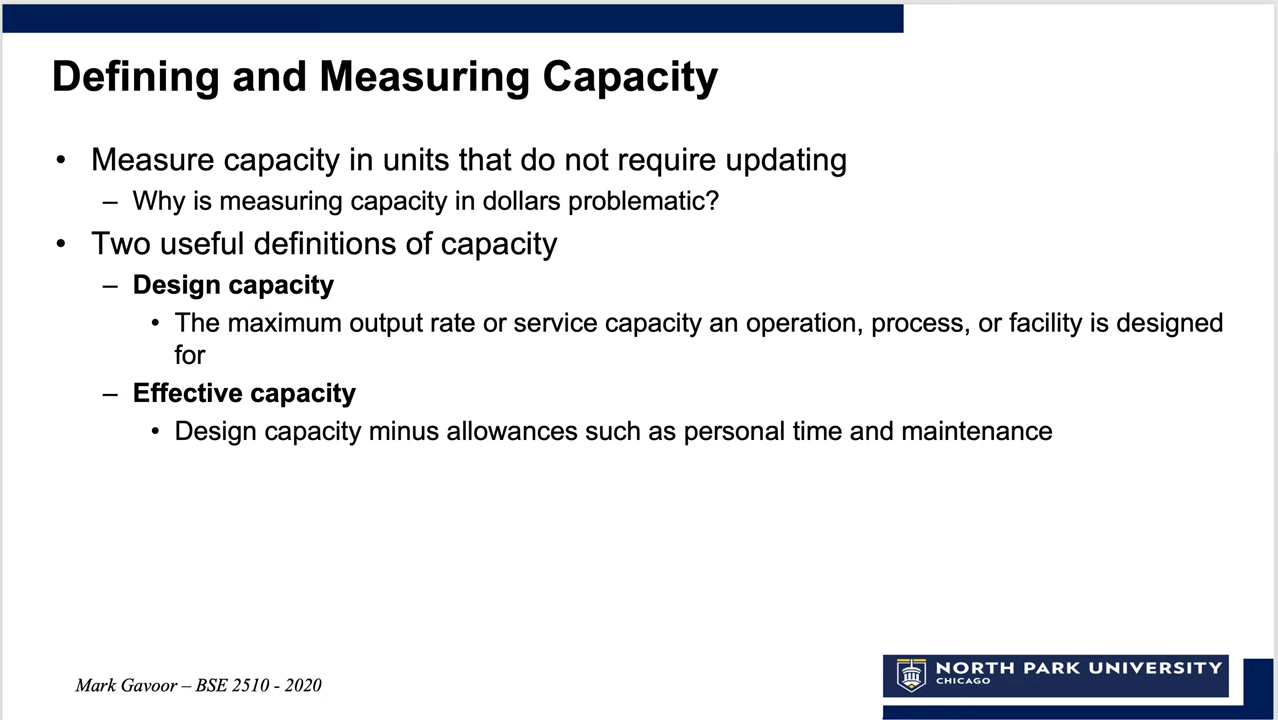 Defining and Measuring Capacity
• Measure capacity in units that do not require updating
– Why is measuring capacity in dollars problematic?
• Two useful definitions of capacity
– Design capacity
• The maximum output rate or service capacity an operation, process, or facility is designed
for
– Effective capacity
• Design capacity minus allowances such as personal time and maintenance
Mark Gavoor – BSE 2510 - 2020
NORTH PARK UNIVERSITY
CHICAGO